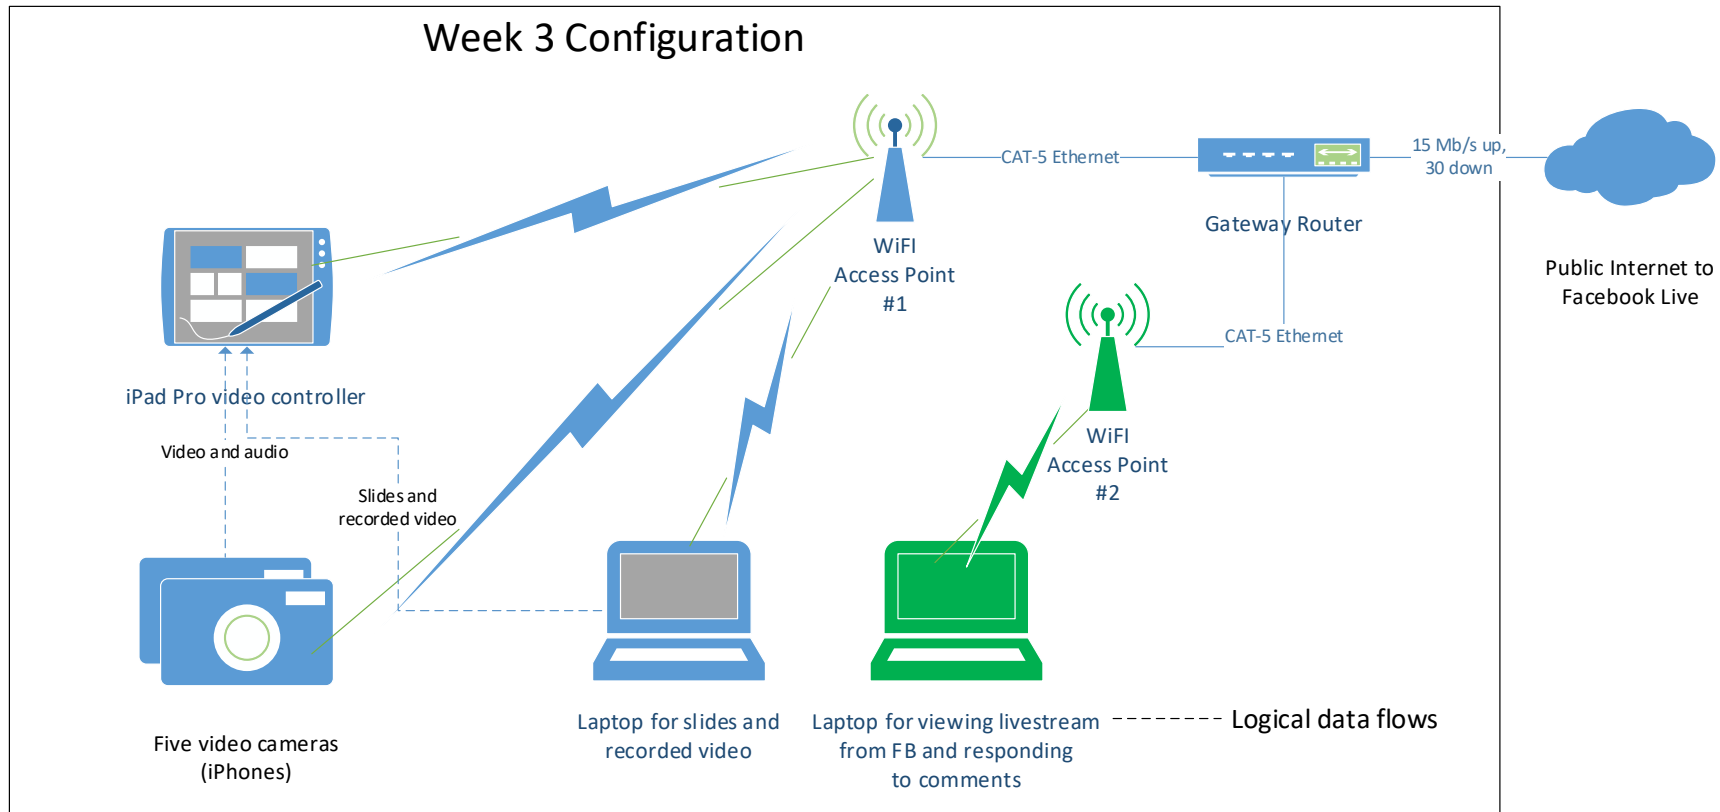 Week 3 Configuration
CAT-5 Ethernet
15 Mb/s up,
30 down
Gateway Router
WiFI
Access Point
#1
Public Internet to
Facebook Live
CAT-5 Ethernet
iPad Pro video controller
WiFI
Access Point
#2
Video and audio
Slides and
recorded video
Laptop for slides and
recorded video
Laptop for viewing livestream
from FB and responding
to comments
Logical data flows
Five video cameras
(iPhones)